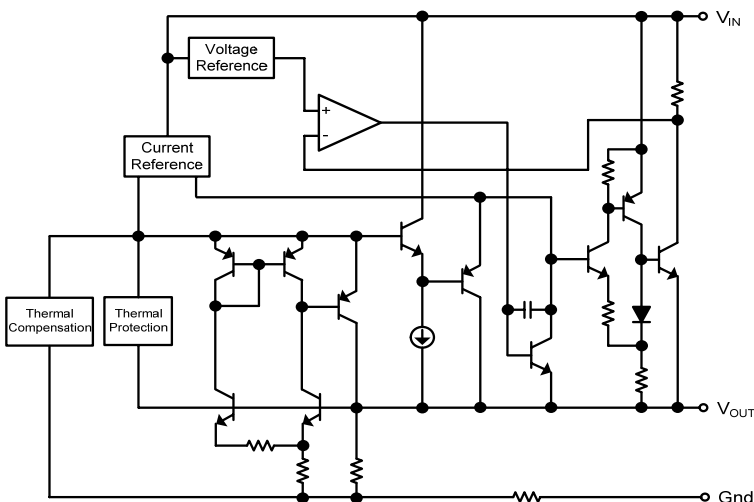 V_IN
Voltage
Reference
+
-
Current
Reference
Thermal
Compensation
Thermal
Protection
V_OUT
Gnd